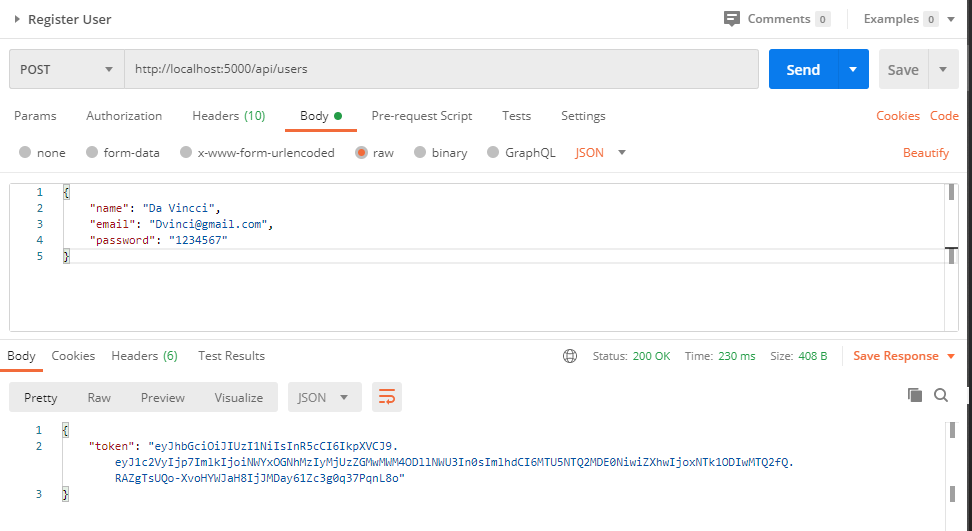 Register User
Comments 0
Examples 0
POST
http://localhost:5000/api/users
Send
Save
Params
Authorization
Headers (10)
Body
Pre-request Script
Tests
Settings
Cookies
Code
none
form-data
x-www-form-urlencoded
raw
binary
GraphQL
JSON
Beautify
1 {
2 "name": "Da Vincci",
3 "email": "Dvinci@gmail.com",
4 "password": "1234567"
5 }
Body
Cookies
Headers (6)
Test Results
Status: 200 OK
Time: 230 ms
Size: 408 B
Save Response
Pretty
Raw
Preview
Visualize
JSON
1 {
2 "token": "eyJhbGciOiJIUzI1NiIsInR5cCI6IkpXVCJ9.
eyJ1c2VyIjp7ImlkIjoiNWYxOGNhMzIyMjUzZGMwMWM4ODllNWU3In0sImlhdCI6MTU5NTQ2MDE0NiwiZXhwIjoxNTk1ODIwMTQ2fQ.
RAZgTsUQo-XvoHYWJaH8IjJMDay61Zc3g0q37PqnL8o"
3 }